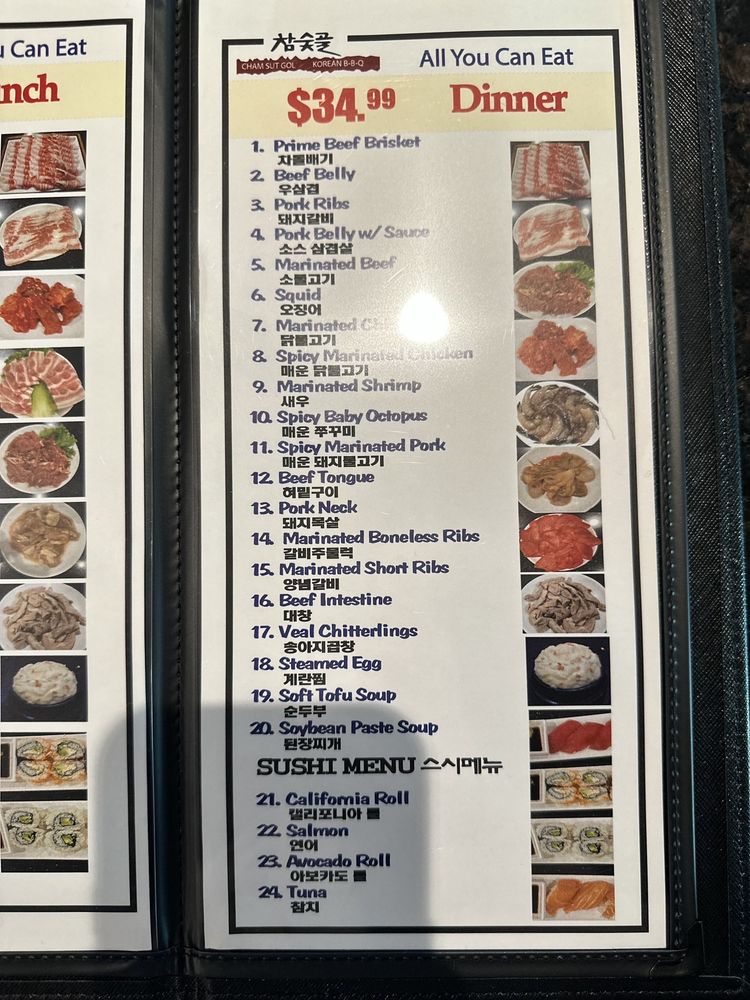 u Can Eat
nch
참숯골
CHAM SUT GOL KOREAN B-B-Q
All You Can Eat
$34.99 Dinner
1. Prime Beef Brisket
차돌배기
2. Beef Belly
우삼겹
3. Pork Ribs
돼지갈비
4. Pork Belly w/ Sauce
소스 삼겹살
5. Marinated Beef
소불고기
6. Squid
오징어
7. Marinated Chi
닭불고기
8. Spicy Marinated Chicken
매운 닭불고기
9. Marinated Shrimp
새우
10. Spicy Baby Octopus
매운 쭈꾸미
11. Spicy Marinated Pork
매운 돼지불고기
12. Beef Tongue
혀밑구이
13. Pork Neck
돼지목살
14. Marinated Boneless Ribs
갈비주물럭
15. Marinated Short Ribs
양념갈비
16. Beef Intestine
대창
17. Veal Chitterlings
송아지곱창
18. Steamed Egg
계란찜
19. Soft Tofu Soup
순두부
20. Soybean Paste Soup
된장찌개
SUSHI MENU 스시메뉴
21. California Roll
캘리포니아 롤
22. Salmon
연어
23. Avocado Roll
아보카도 롤
24. Tuna
참치